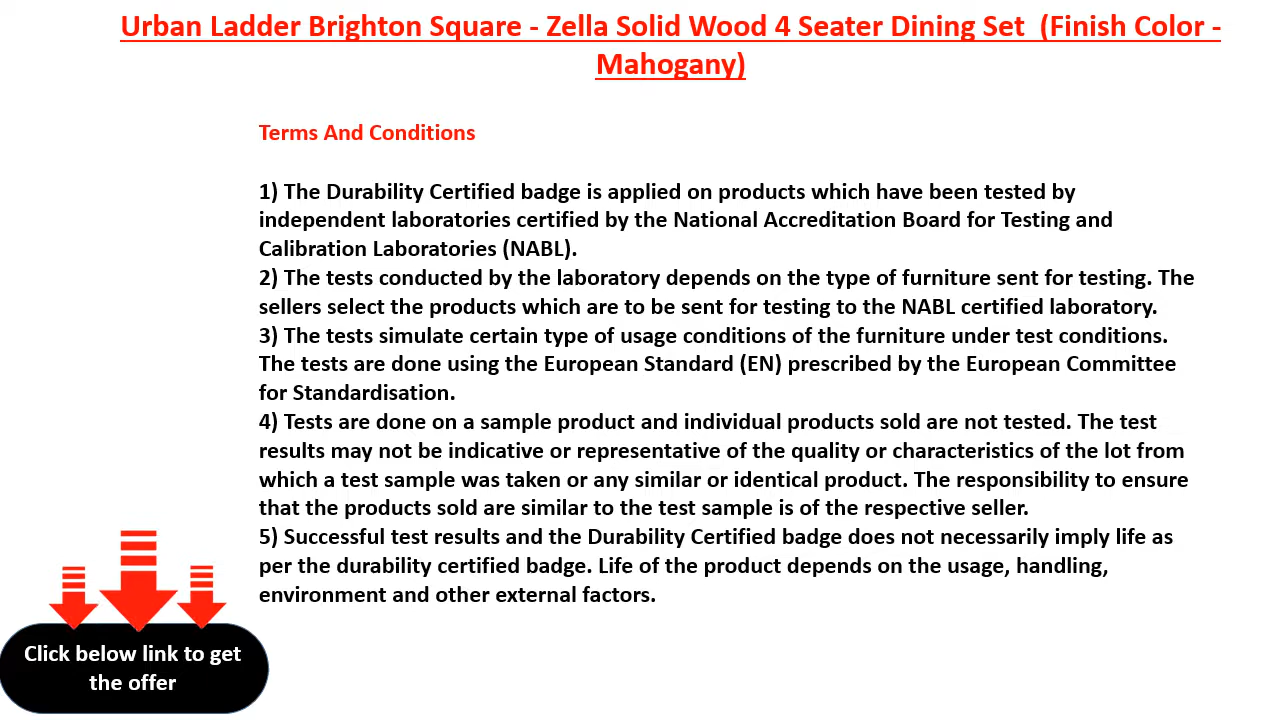 Urban Ladder Brighton Square - Zella Solid Wood 4 Seater Dining Set  (Finish Color -
Mahogany)
Terms And Conditions
1) The Durability Certified badge is applied on products which have been tested by
independent laboratories certified by the National Accreditation Board for Testing and
Calibration Laboratories (NABL).
2) The tests conducted by the laboratory depends on the type of furniture sent for testing. The
sellers select the products which are to be sent for testing to the NABL certified laboratory.
3) The tests simulate certain type of usage conditions of the furniture under test conditions.
The tests are done using the European Standard (EN) prescribed by the European Committee
for Standardisation.
4) Tests are done on a sample product and individual products sold are not tested. The test
results may not be indicative or representative of the quality or characteristics of the lot from
which a test sample was taken or any similar or identical product. The responsibility to ensure
that the products sold are similar to the test sample is of the respective seller.
5) Successful test results and the Durability Certified badge does not necessarily imply life as
per the durability certified badge. Life of the product depends on the usage, handling,
environment and other external factors.
Click below link to get
the offer